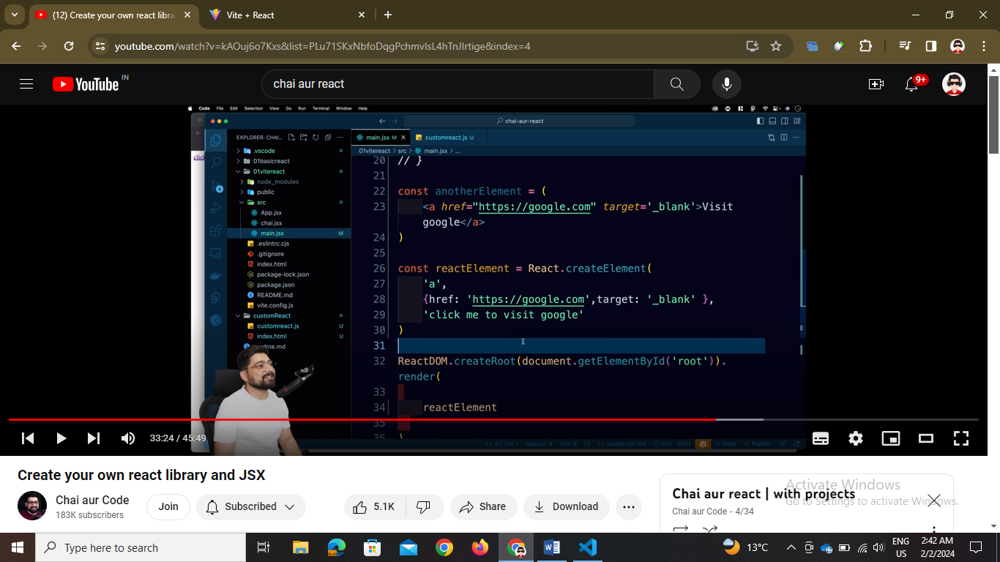 (12) Create your own react libra
Vite + React
youtube.com/watch?v=kAOuj6o7Kxs&list=PLu71SKxNbfoDqgPchmvIsL4hTnJIrtige&index=4
YouTube IN
chai aur react
9+
Code File Edit Selection View Go Run Terminal Window Help
chai-aur-react
EXPLORER: CHAI...
main.jsx M
customreact.js U
01vitereact > src > main.jsx > ...
.vscode
01basicreact
01vitereact
node_modules
public
src
App.jsx
chai.jsx
main.jsx M
.eslintrc.cjs
.gitignore
index.html
package-lock.json
package.json
README.md
vite.config.js
customReact
customreact.js U
index.html U
4
click
20 // }
21
22 const anotherElement = (
23 <a href="https://google.com" target='_blank'>Visit
google</a>
24 )
25
26 const reactElement = React.createElement(
27 'a',
28 {href: 'https://google.com',target: '_blank' },
29 'click me to visit google'
30 )
31
32 ReactDOM.createRoot(document.getElementById('root')).
render(
33
34 reactElement
35
36 )
33:24 / 45:49
Ln 31, Col 1 Spaces: 4 UTF-8 LF JavaScript JSX Port : 5501 Ninja Prettier
Create your own react library and JSX
Chai aur Code
183K subscribers
Join
Subscribed
5.1K
Share
Download
Chai aur react | with projects
Chai aur Code - 4/34
Activate Windows
Go to Settings to activate Windows.
Type here to search
13°C
ENG
US
2:42 AM
2/2/2024